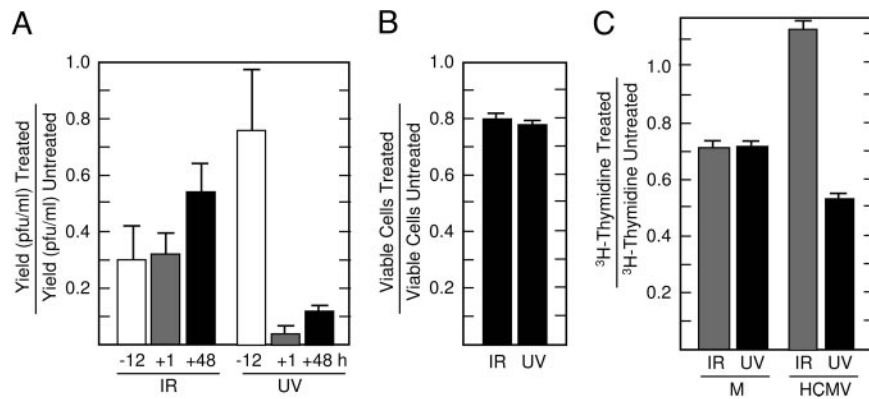 A
Yield (pfu/ml) Treated
Yield (pfu/ml) Untreated
1.0
0.8
0.6
0.4
0.2
-12 +1 +48 -12 +1 +48 h
IR UV
B
Viable Cells Treated
Viable Cells Untreated
1.0
0.8
0.6
0.4
0.2
IR UV
C
³H-Thymidine Treated
³H-Thymidine Untreated
1.0
0.8
0.6
0.4
0.2
IR UV IR UV
M HCMV